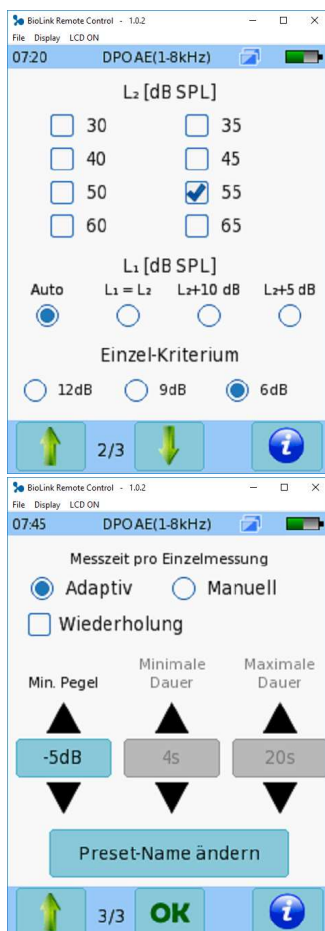 BioLink Remote Control - 1.0.2
File Display LCD ON
07:20 DPOAE(1-8kHz)
L₂ [dB SPL]
30 35
40 45
50 55
60 65
L₁ [dB SPL]
Auto L₁ = L₂ L₂+10 dB L₂+5 dB
Einzel-Kriterium
12dB 9dB 6dB
2/3 i
BioLink Remote Control - 1.0.2
File Display LCD ON
07:45 DPOAE(1-8kHz)
Messzeit pro Einzelmessung
Adaptiv Manuell
Wiederholung
Min. Pegel Minimale Dauer Maximale Dauer
-5dB 4s 20s
Preset-Name ändern
3/3 OK i